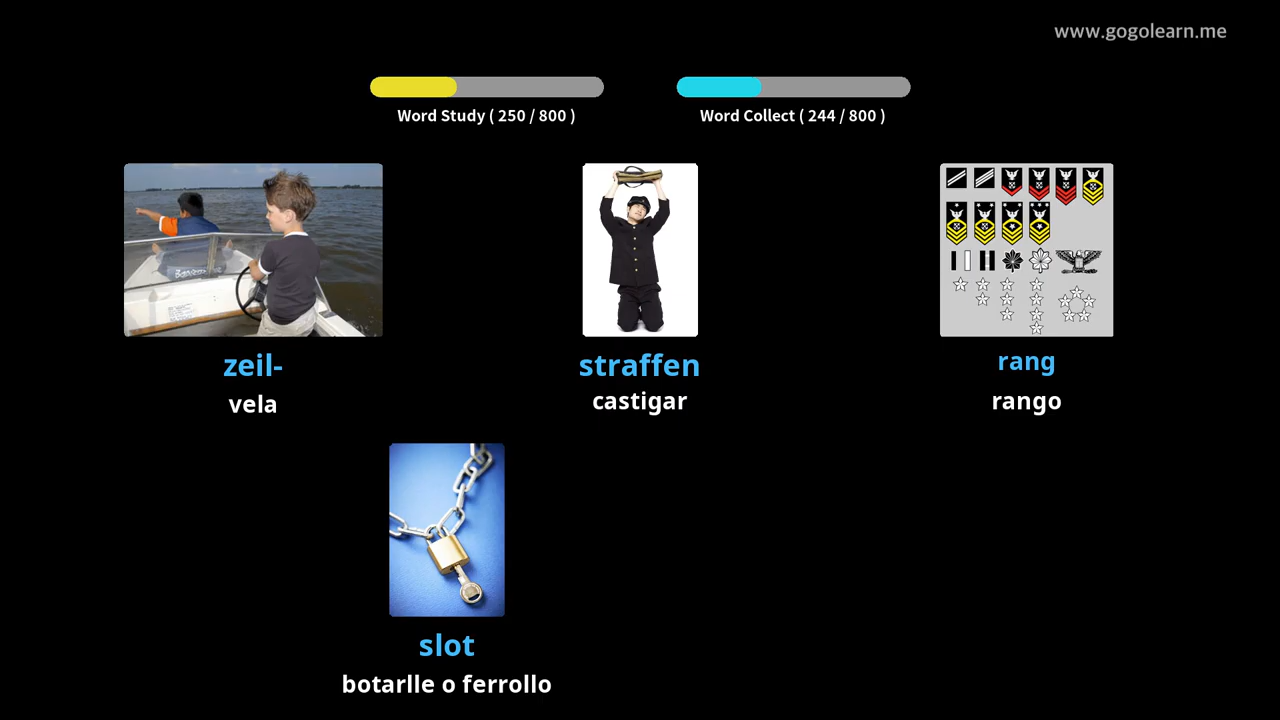 www.gogolearn.me
Word Study ( 250 / 800 )
Word Collect ( 244 / 800 )
zeil-
vela
straffen
castigar
rang
rango
slot
botarlle o ferrollo